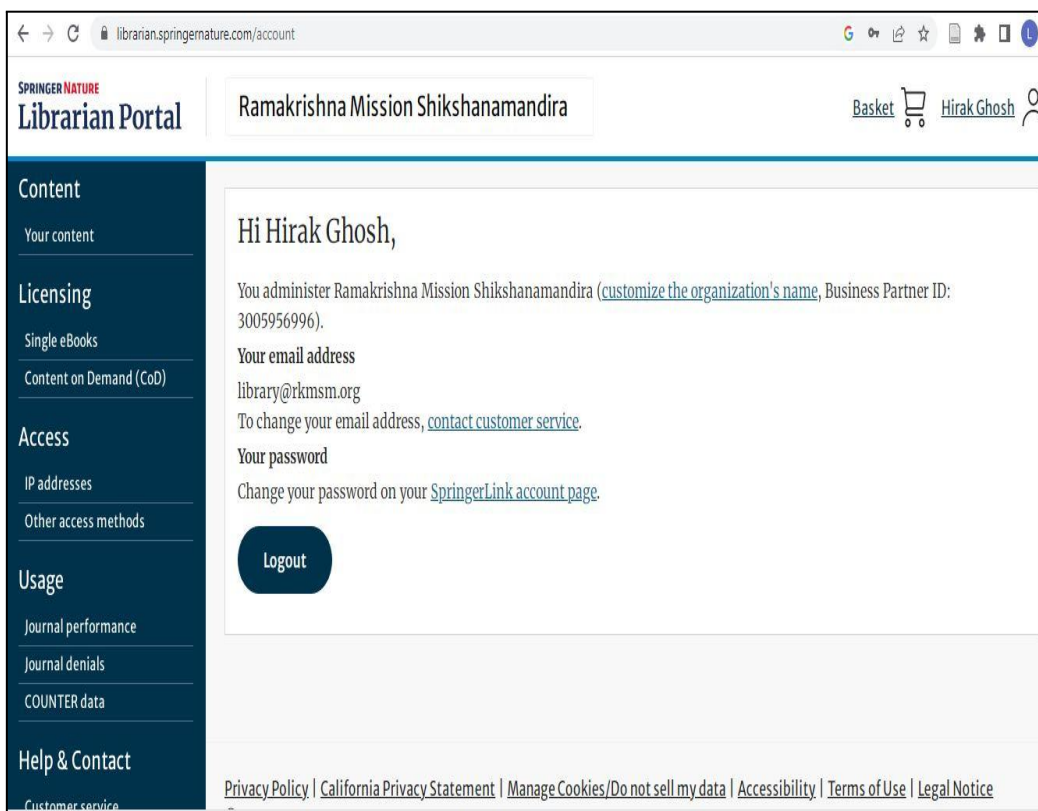 librarian.springernature.com/account
G
L
SPRINGER NATURE
Librarian Portal
Ramakrishna Mission Shikshanamandira
Basket
Hirak Ghosh
Content
Your content
Licensing
Single eBooks
Content on Demand (CoD)
Access
IP addresses
Other access methods
Usage
Journal performance
Journal denials
COUNTER data
Help & Contact
Customer service
Hi Hirak Ghosh,
You administer Ramakrishna Mission Shikshanamandira (customize the organization's name, Business Partner ID:
3005956996).
Your email address
library@rkmsm.org
To change your email address, contact customer service.
Your password
Change your password on your SpringerLink account page.
Logout
Privacy Policy | California Privacy Statement | Manage Cookies/Do not sell my data | Accessibility | Terms of Use | Legal Notice